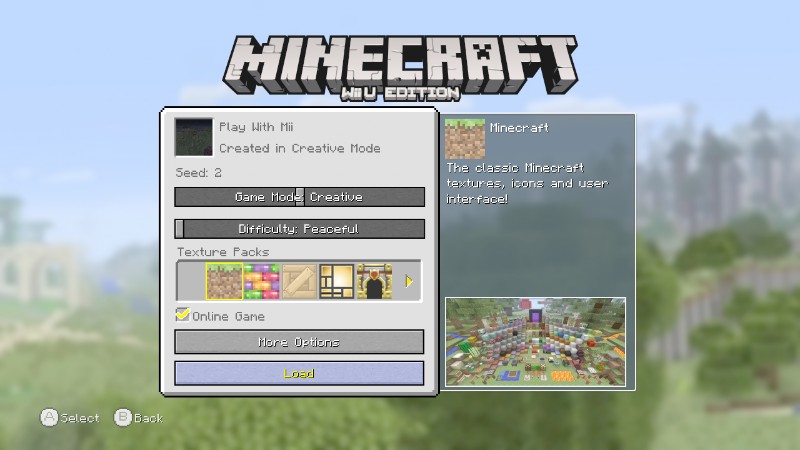 MINECRAFT
Wii U EDITION
Play With Mii
Created in Creative Mode
Seed: 2
Game Mode: Creative
Difficulty: Peaceful
Texture Packs
Online Game
More Options
Load
Minecraft
The classic Minecraft
textures, icons and user
interface!
A Select B Back